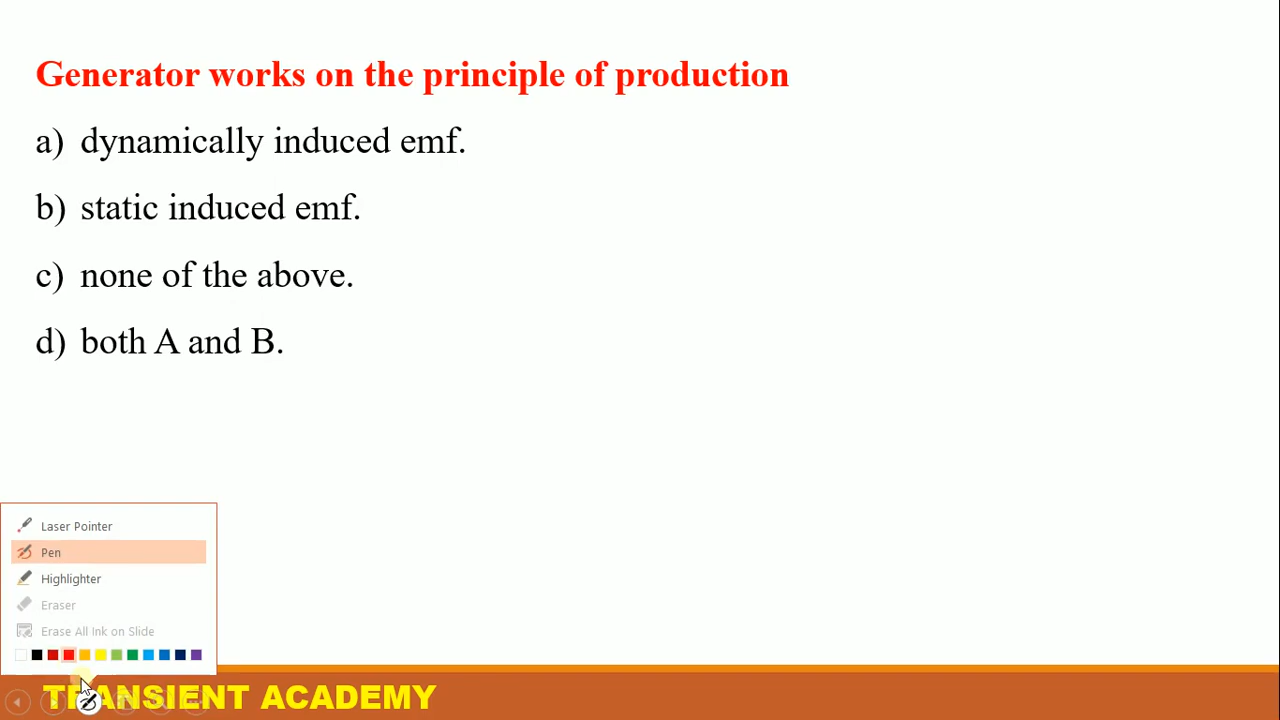 Generator works on the principle of production
a) dynamically induced emf.
b) static induced emf.
c) none of the above.
d) both A and B.
Laser Pointer
Pen
Highlighter
Eraser
Erase All Ink on Slide
TRANSIENT ACADEMY